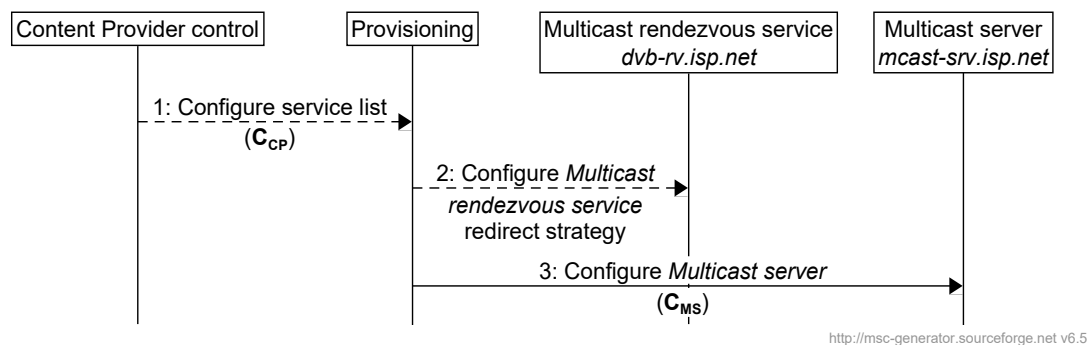 Content Provider control
Provisioning
Multicast rendezvous service
dvb-rv.isp.net
Multicast server
mcast-srv.isp.net
1: Configure service list
(CCP)
2: Configure Multicast
rendezvous service
redirect strategy
3: Configure Multicast server
(CMS)
http://msc-generator.sourceforge.net v6.5